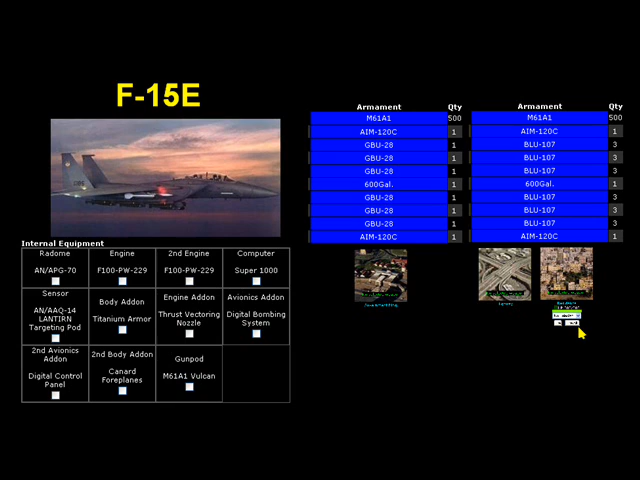 F-15E
Internal Equipment
Radome
AN/APG-70
Engine
F100-PW-229
2nd Engine
F100-PW-229
Computer
Super 1000
Sensor
AN/AAQ-14
LANTIRN
Targeting Pod
Body Addon
Titanium Armor
Engine Addon
Thrust Vectoring
Nozzle
Avionics Addon
Digital Bombing
System
2nd Avionics
Addon
Digital Control
Panel
2nd Body Addon
Canard
Foreplanes
Gunpod
M61A1 Vulcan
Armament Qty
M61A1 500
AIM-120C 1
GBU-28 1
GBU-28 1
GBU-28 1
600Gal. 1
GBU-28 1
GBU-28 1
GBU-28 1
AIM-120C 1
Armament Qty
M61A1 500
AIM-120C 1
BLU-107 3
BLU-107 3
BLU-107 3
600Gal. 1
BLU-107 3
BLU-107 3
BLU-107 3
AIM-120C 1